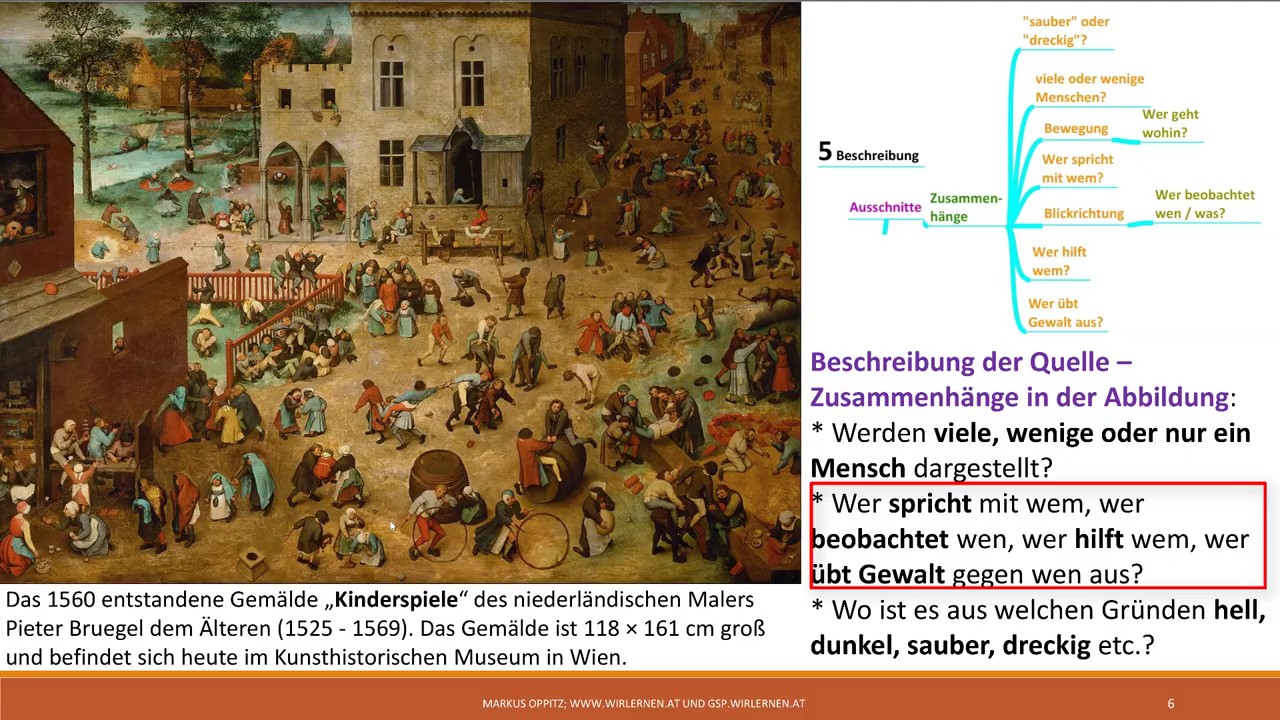 "sauber" oder
"dreckig"?
viele oder wenige
Menschen?
Bewegung
Wer geht
wohin?
5 Beschreibung
Wer spricht
mit wem?
Ausschnitte
Zusammen-
hänge
Blickrichtung
Wer beobachtet
wen / was?
Wer hilft
wem?
Wer übt
Gewalt aus?
Beschreibung der Quelle –
Zusammenhänge in der Abbildung:
* Werden viele, wenige oder nur ein
Mensch dargestellt?
* Wer spricht mit wem, wer
beobachtet wen, wer hilft wem, wer
übt Gewalt gegen wen aus?
* Wo ist es aus welchen Gründen hell,
dunkel, sauber, dreckig etc.?
Das 1560 entstandene Gemälde „Kinderspiele“ des niederländischen Malers
Pieter Bruegel dem Älteren (1525 - 1569). Das Gemälde ist 118 × 161 cm groß
und befindet sich heute im Kunsthistorischen Museum in Wien.
MARKUS OPPITZ; WWW.WIRLERNEN.AT UND GSP.WIRLERNEN.AT
6